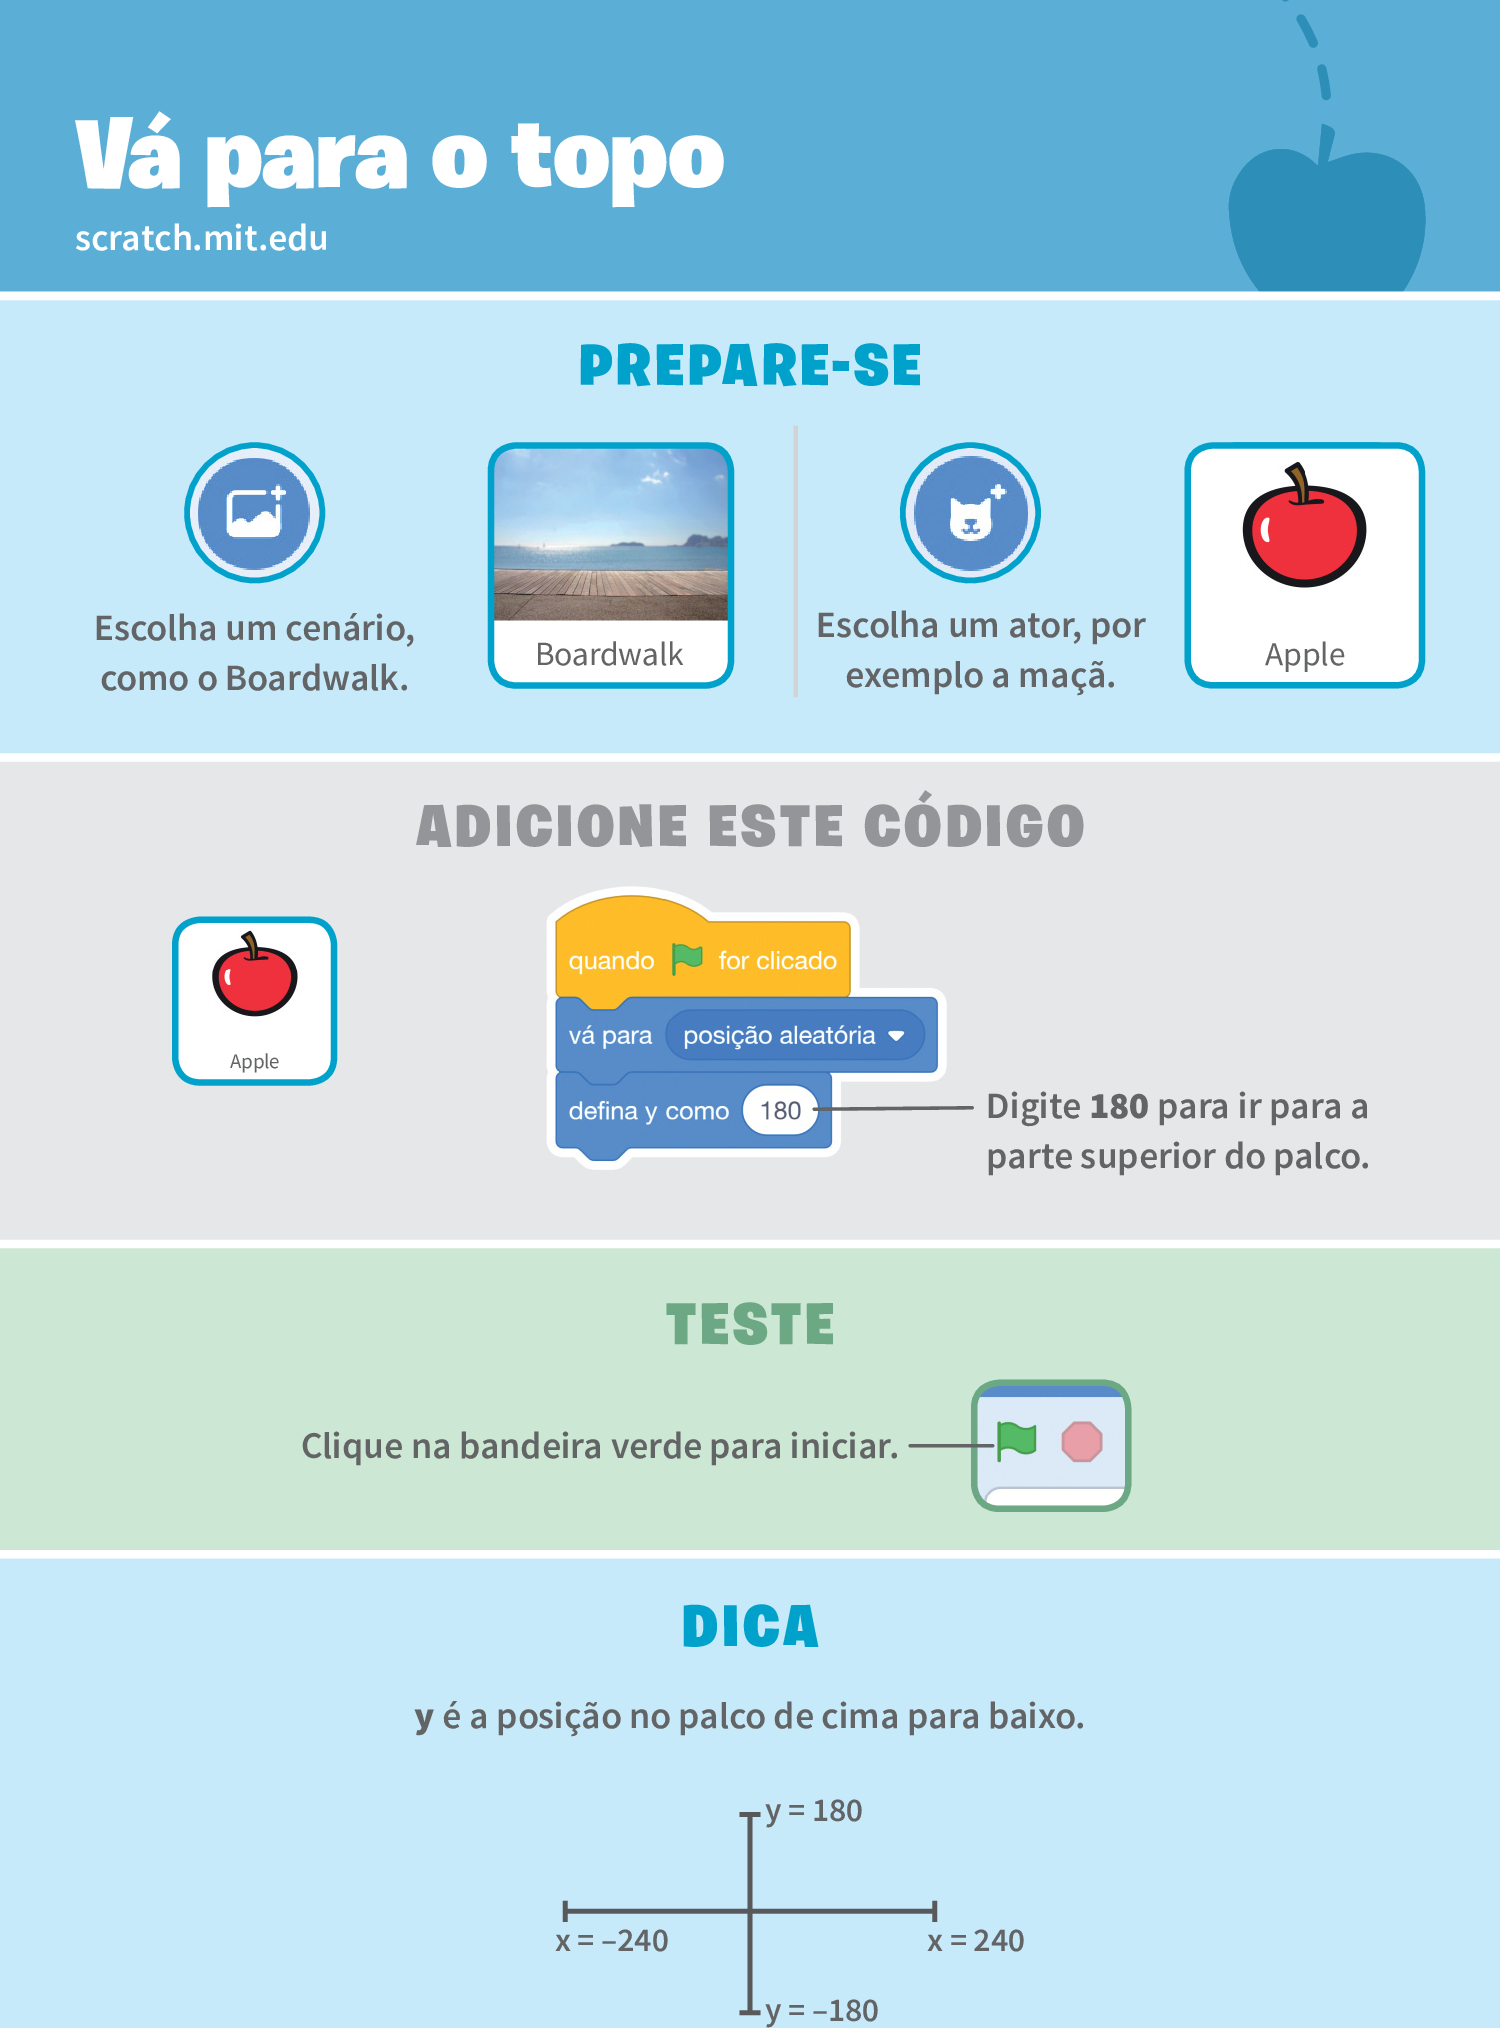 Vá para o topo
scratch.mit.edu
PREPARE-SE
Escolha um cenário,
como o Boardwalk.
Boardwalk
Escolha um ator, por
exemplo a maçã.
Apple
ADICIONE ESTE CÓDIGO
Apple
quando for clicado
vá para posição aleatória
defina y como 180
Digite 180 para ir para a
parte superior do palco.
TESTE
Clique na bandeira verde para iniciar.
DICA
y é a posição no palco de cima para baixo.
y = 180
x = –240
x = 240
y = –180